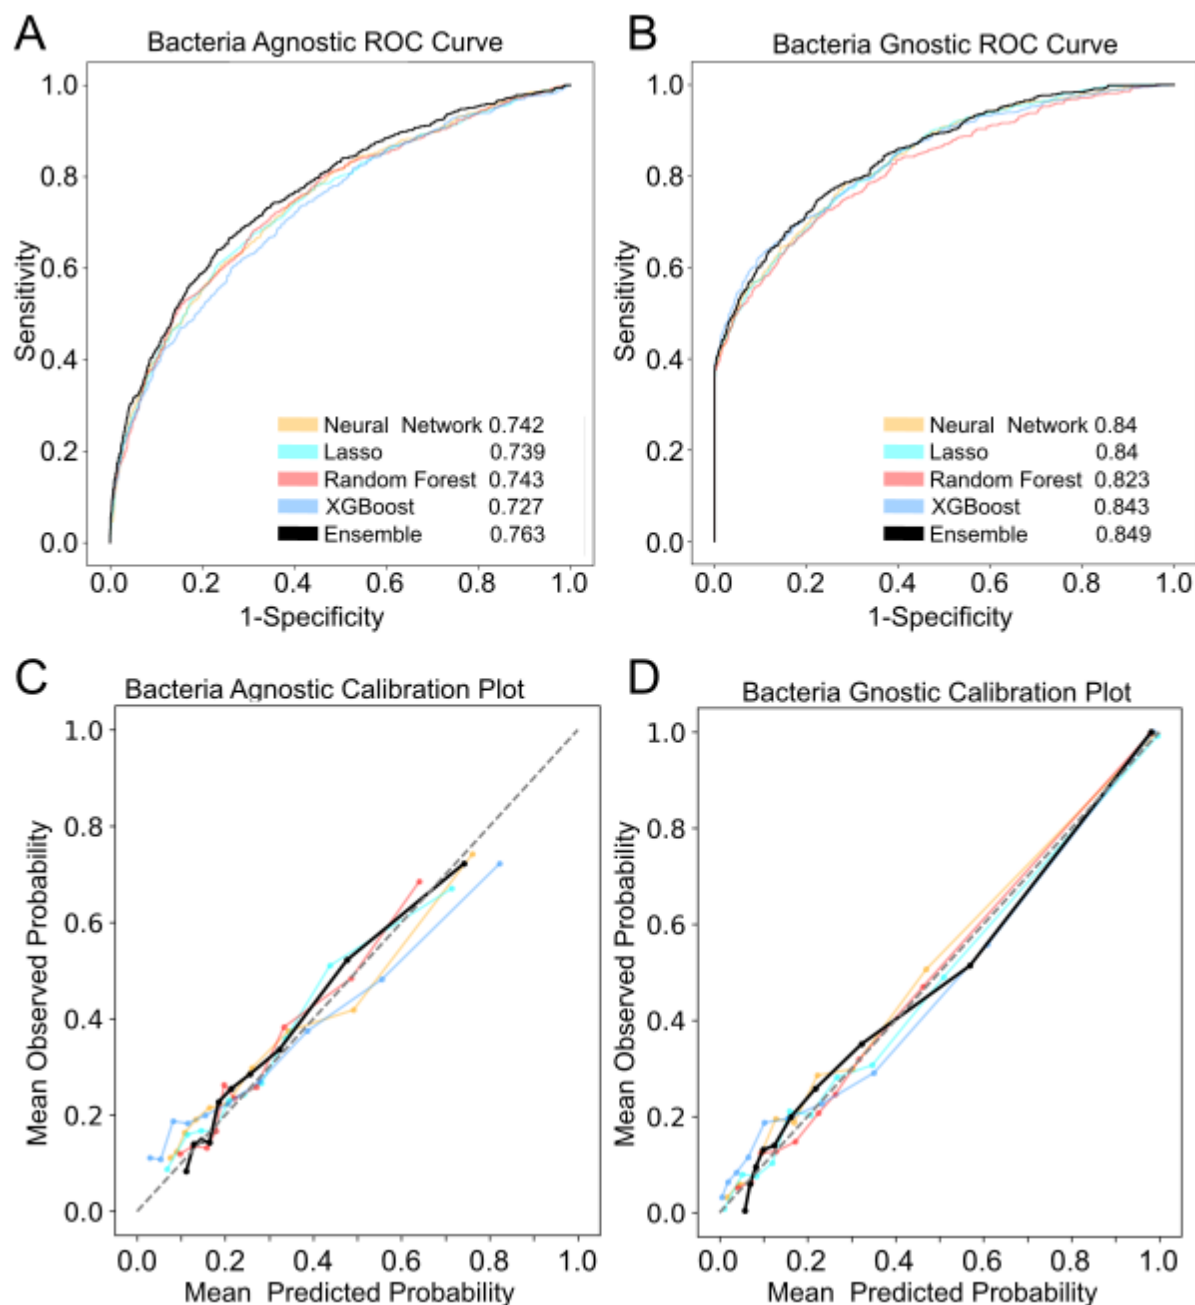 A
Bacteria Agnostic ROC Curve
Sensitivity
1.0
0.8
0.6
0.4
0.2
0.0
Neural Network 0.742
Lasso 0.739
Random Forest 0.743
XGBoost 0.727
Ensemble 0.763
0.0 0.2 0.4 0.6 0.8 1.0
1-Specificity
B
Bacteria Gnostic ROC Curve
Sensitivity
1.0
0.8
0.6
0.4
0.2
0.0
Neural Network 0.84
Lasso 0.84
Random Forest 0.823
XGBoost 0.843
Ensemble 0.849
0.0 0.2 0.4 0.6 0.8 1.0
1-Specificity
C
Bacteria Agnostic Calibration Plot
Mean Observed Probability
1.0
0.8
0.6
0.4
0.2
0.0
0.0 0.2 0.4 0.6 0.8 1.0
Mean Predicted Probability
D
Bacteria Gnostic Calibration Plot
Mean Observed Probability
1.0
0.8
0.6
0.4
0.2
0.0
0.0 0.2 0.4 0.6 0.8 1.0
Mean Predicted Probability